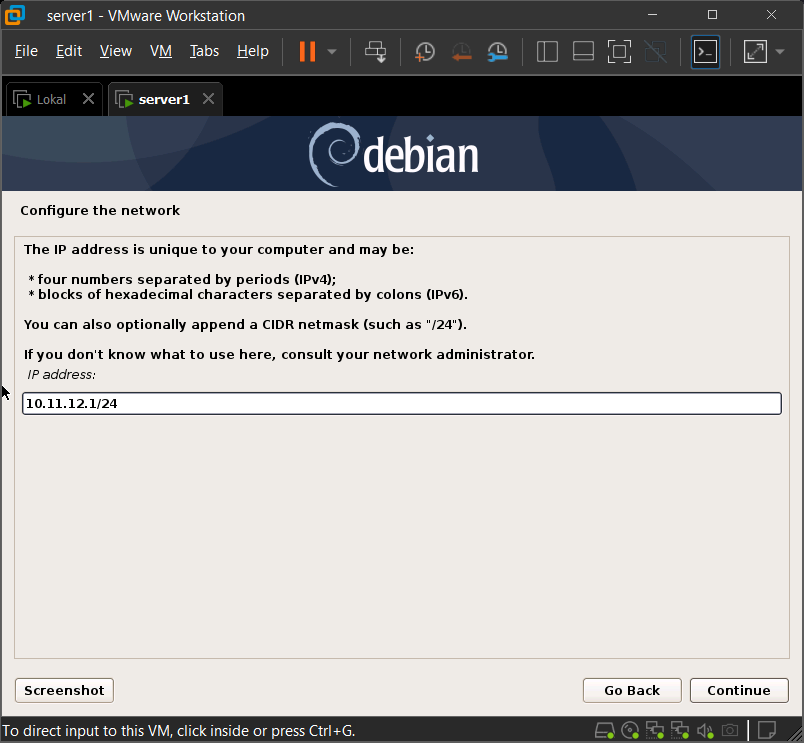 server1 - VMware Workstation
File Edit View VM Tabs Help
Lokal server1
debian
Configure the network
The IP address is unique to your computer and may be:
* four numbers separated by periods (IPv4);
* blocks of hexadecimal characters separated by colons (IPv6).
You can also optionally append a CIDR netmask (such as "/24").
If you don't know what to use here, consult your network administrator.
IP address:
10.11.12.1/24
Screenshot Go Back Continue
To direct input to this VM, click inside or press Ctrl+G.